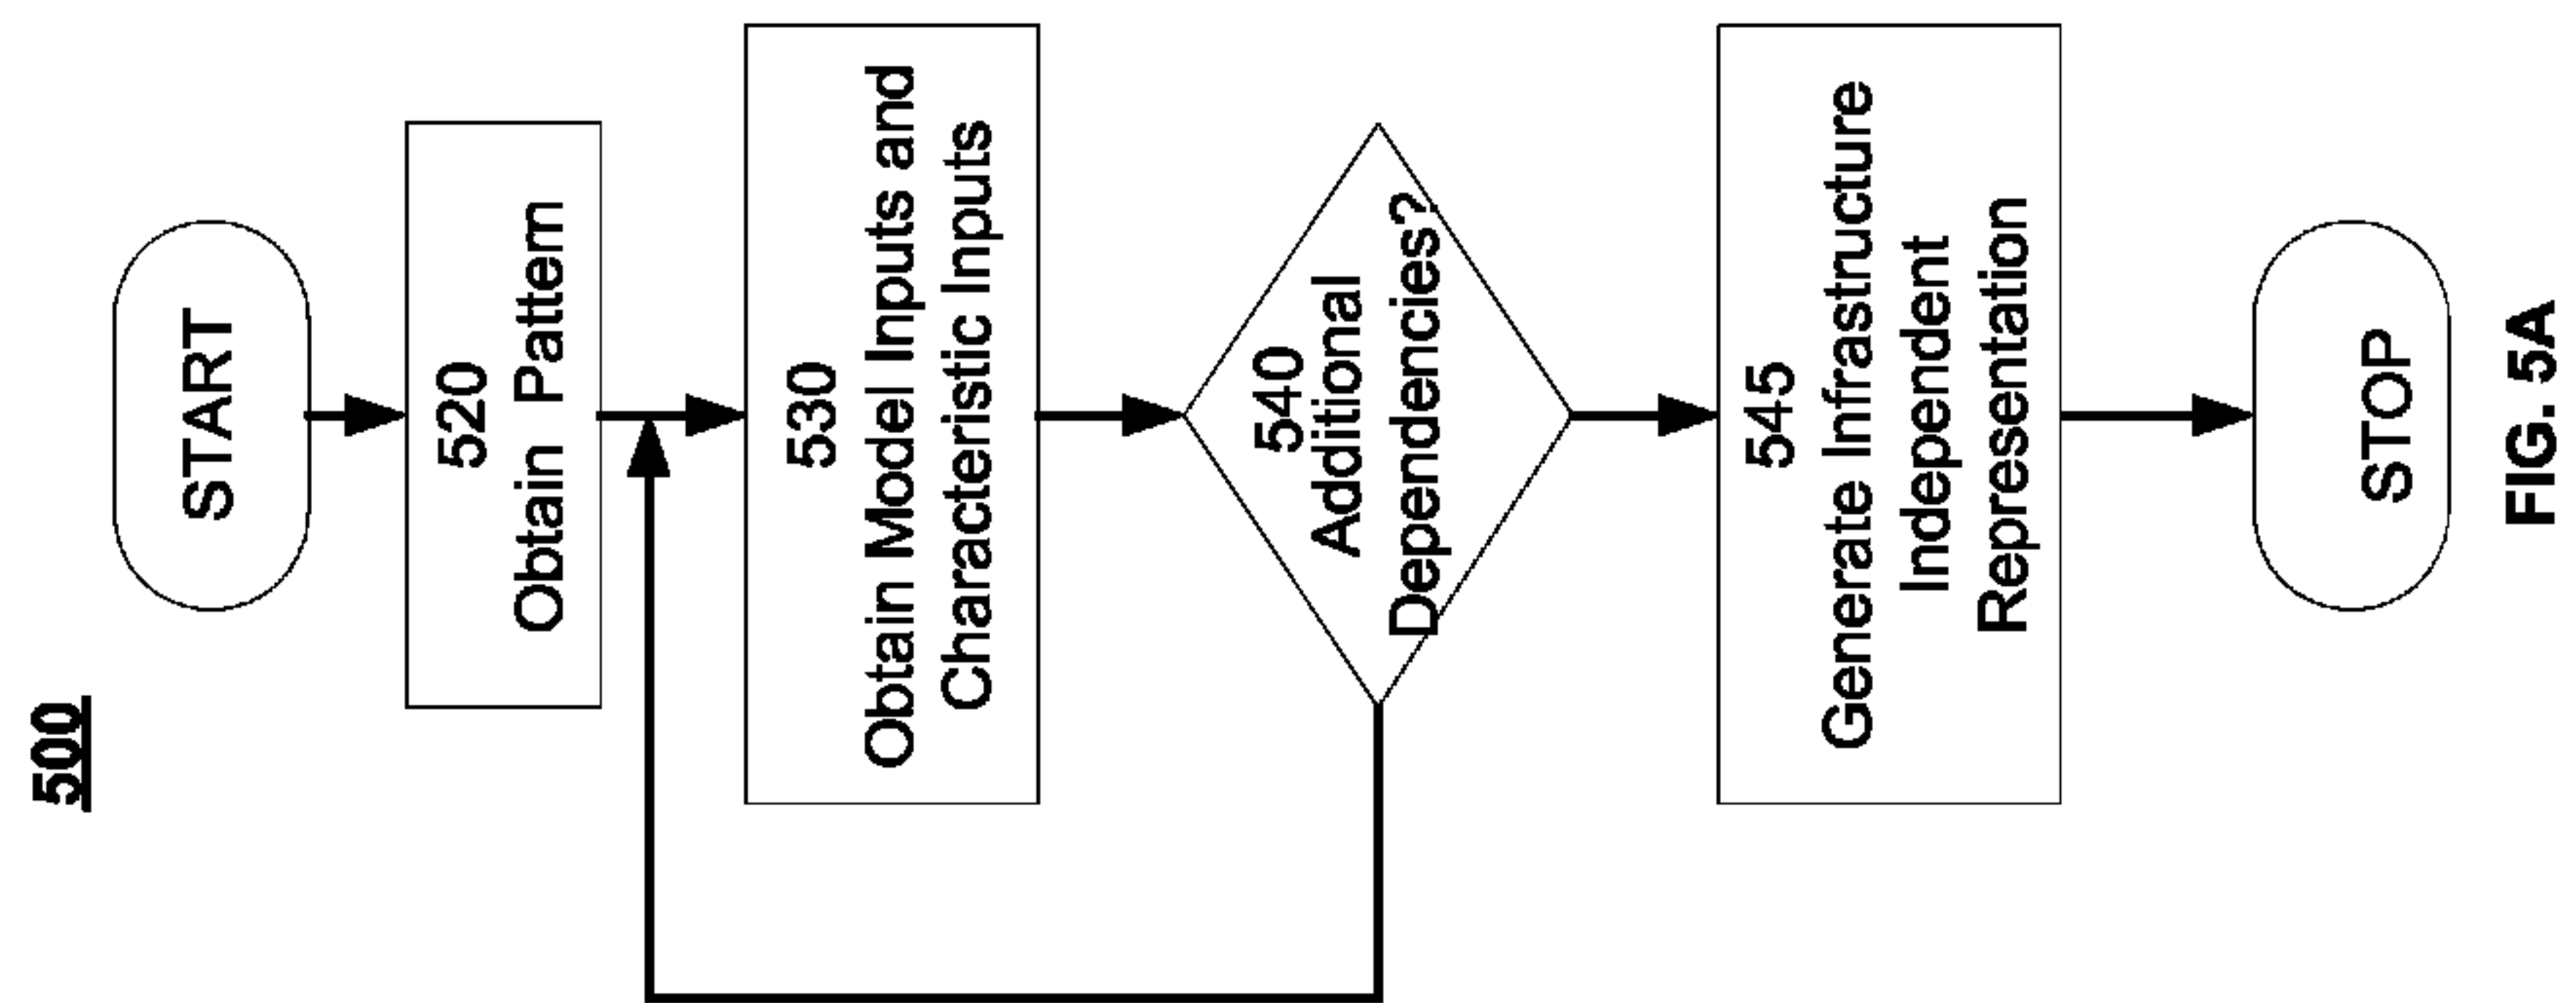 500
START
520
Obtain Pattern
530
Obtain Model Inputs and
Characteristic Inputs
540
Additional
Dependencies?
545
Generate Infrastructure
Independent
Representation
STOP
FIG. 5A